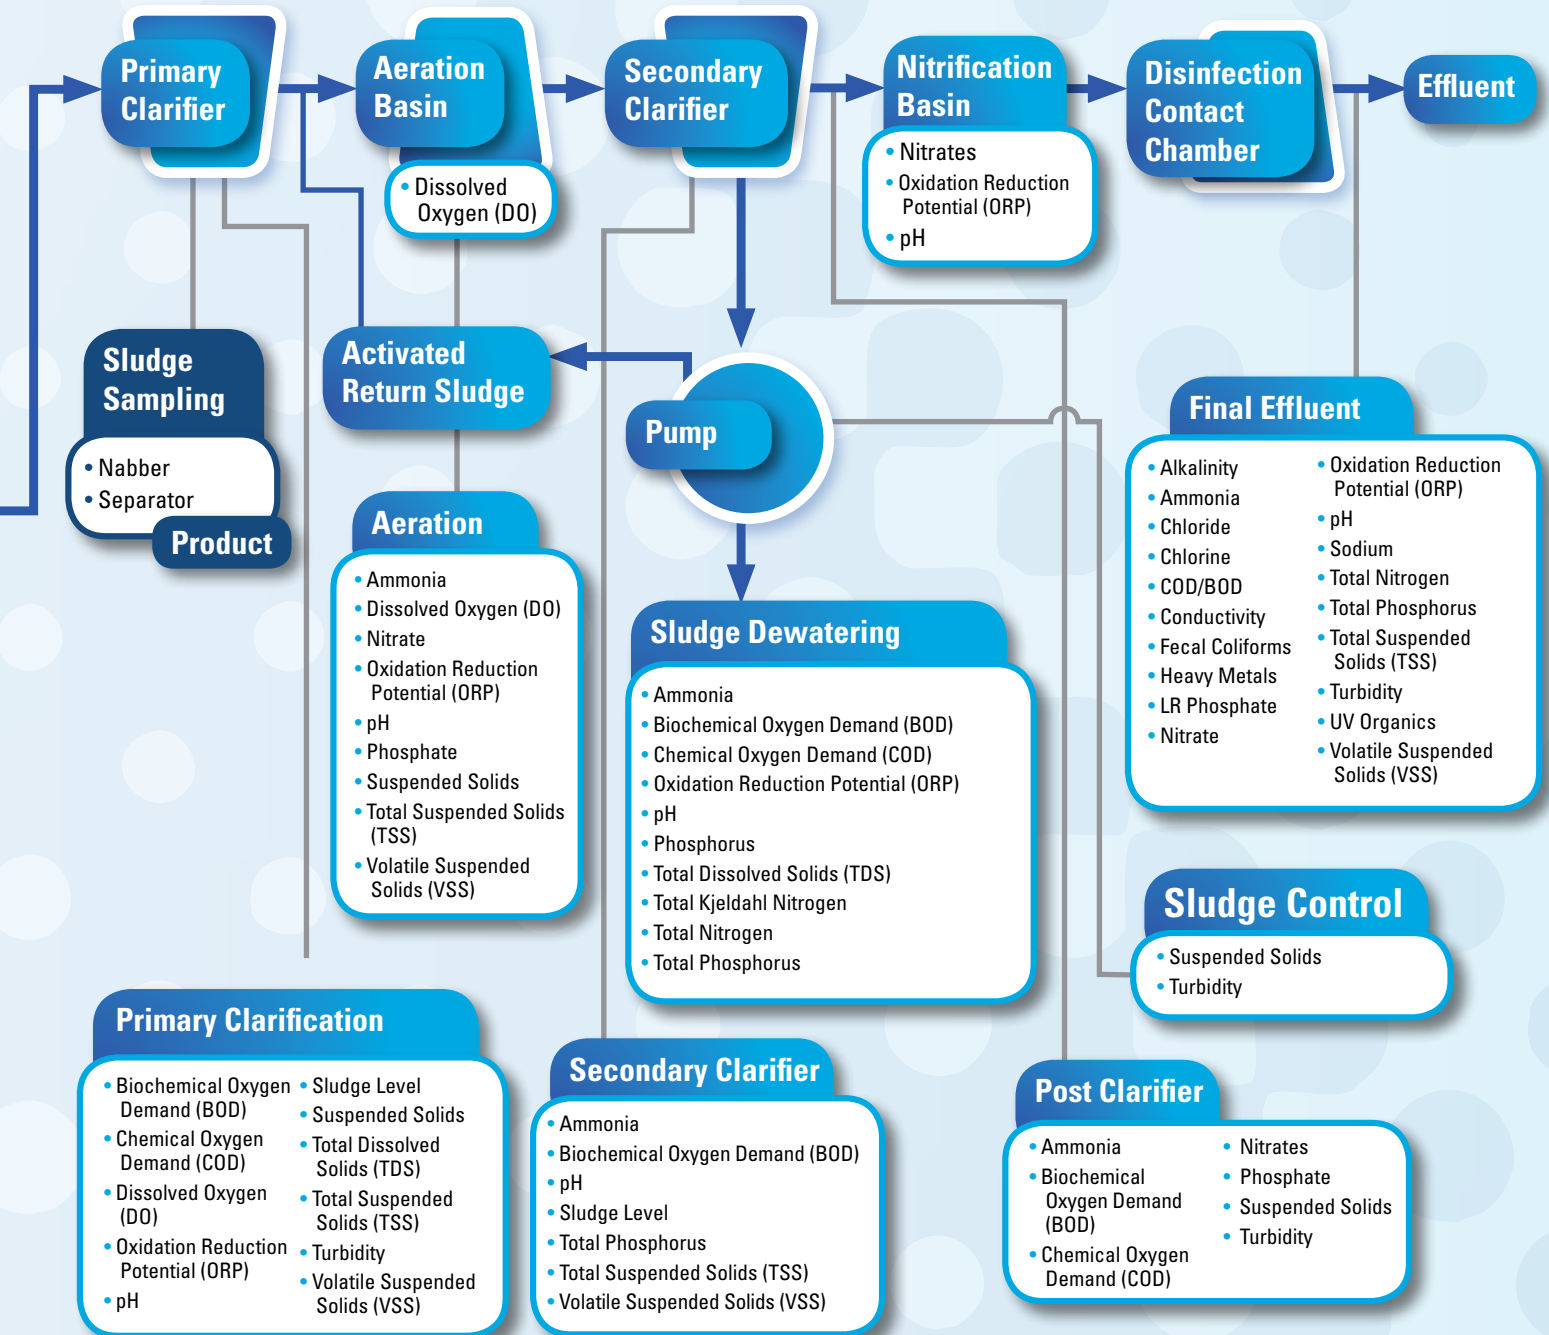 Primary
Clarifier
Aeration
Basin
• Dissolved
Oxygen (DO)
Secondary
Clarifier
Nitrification
Basin
• Nitrates
• Oxidation Reduction
Potential (ORP)
• pH
Disinfection
Contact
Chamber
Effluent
Sludge
Sampling
• Nabber
• Separator
Product
Activated
Return Sludge
Pump
Final Effluent
• Alkalinity
• Ammonia
• Chloride
• Chlorine
• COD/BOD
• Conductivity
• Fecal Coliforms
• Heavy Metals
• LR Phosphate
• Nitrate
• Oxidation Reduction
Potential (ORP)
• pH
• Sodium
• Total Nitrogen
• Total Phosphorus
• Total Suspended
Solids (TSS)
• Turbidity
• UV Organics
• Volatile Suspended
Solids (VSS)
Aeration
• Ammonia
• Dissolved Oxygen (DO)
• Nitrate
• Oxidation Reduction
Potential (ORP)
• pH
• Phosphate
• Suspended Solids
• Total Suspended Solids
(TSS)
• Volatile Suspended
Solids (VSS)
Sludge Dewatering
• Ammonia
• Biochemical Oxygen Demand (BOD)
• Chemical Oxygen Demand (COD)
• Oxidation Reduction Potential (ORP)
• pH
• Phosphorus
• Total Dissolved Solids (TDS)
• Total Kjeldahl Nitrogen
• Total Nitrogen
• Total Phosphorus
Sludge Control
• Suspended Solids
• Turbidity
Primary Clarification
• Biochemical Oxygen
Demand (BOD)
• Chemical Oxygen
Demand (COD)
• Dissolved Oxygen
(DO)
• Oxidation Reduction
Potential (ORP)
• pH
• Sludge Level
• Suspended Solids
• Total Dissolved
Solids (TDS)
• Total Suspended
Solids (TSS)
• Turbidity
• Volatile Suspended
Solids (VSS)
Secondary Clarifier
• Ammonia
• Biochemical Oxygen Demand (BOD)
• pH
• Sludge Level
• Total Phosphorus
• Total Suspended Solids (TSS)
• Volatile Suspended Solids (VSS)
Post Clarifier
• Ammonia
• Biochemical
Oxygen Demand
(BOD)
• Chemical Oxygen
Demand (COD)
• Nitrates
• Phosphate
• Suspended Solids
• Turbidity